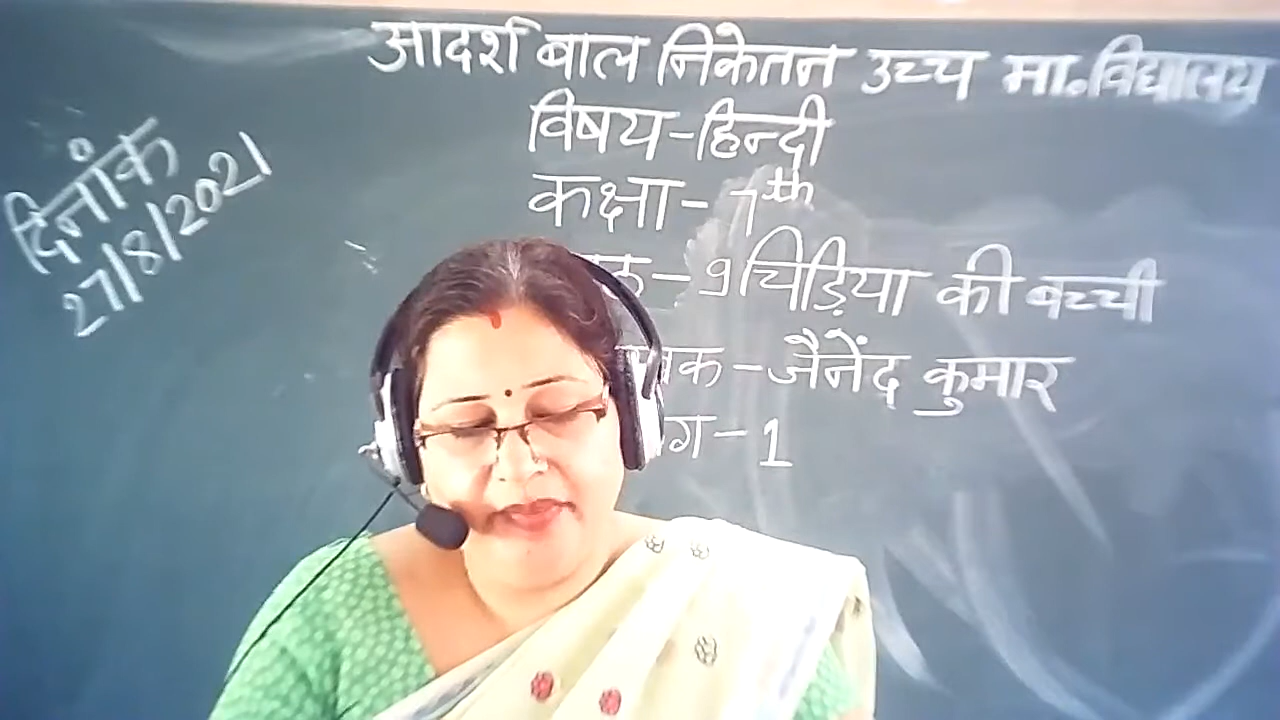 आदर्श बाल निकेतन उच्च मा. विद्यालय
विषय-हिन्दी
कक्षा- 7th
- 9 चिड़िया की बच्ची
- जैनेंद कुमार
- 1
दिनांक
27/8/2021